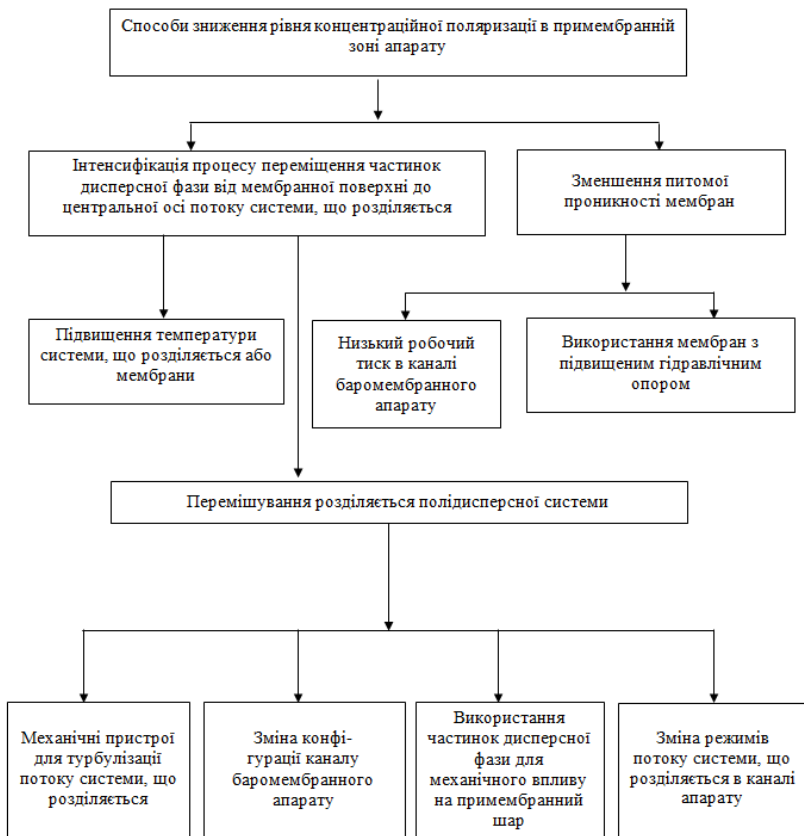 Способи зниження рівня концентраційної поляризації в примембранній
зоні апарату
Інтенсифікація процесу переміщення частинок
дисперсної фази від мембранної поверхні до
центральної осі потоку системи, що розділяється
Зменшення питомої
проникності мембран
Підвищення температури
системи, що розділяється або
мембрани
Низький робочий
тиск в каналі
баромембранного
апарату
Використання мембран з
підвищеним гідравлічним
опором
Перемішування розділяється полідисперсної системи
Механічні пристрої
для турбулізації
потоку системи, що
розділяється
Зміна конфі-
гурації каналу
баромембранного
апарату
Використання
частинок дисперсної
фази для
механічного впливу
на примембранний
шар
Зміна режимів
потоку системи, що
розділяється в каналі
апарату